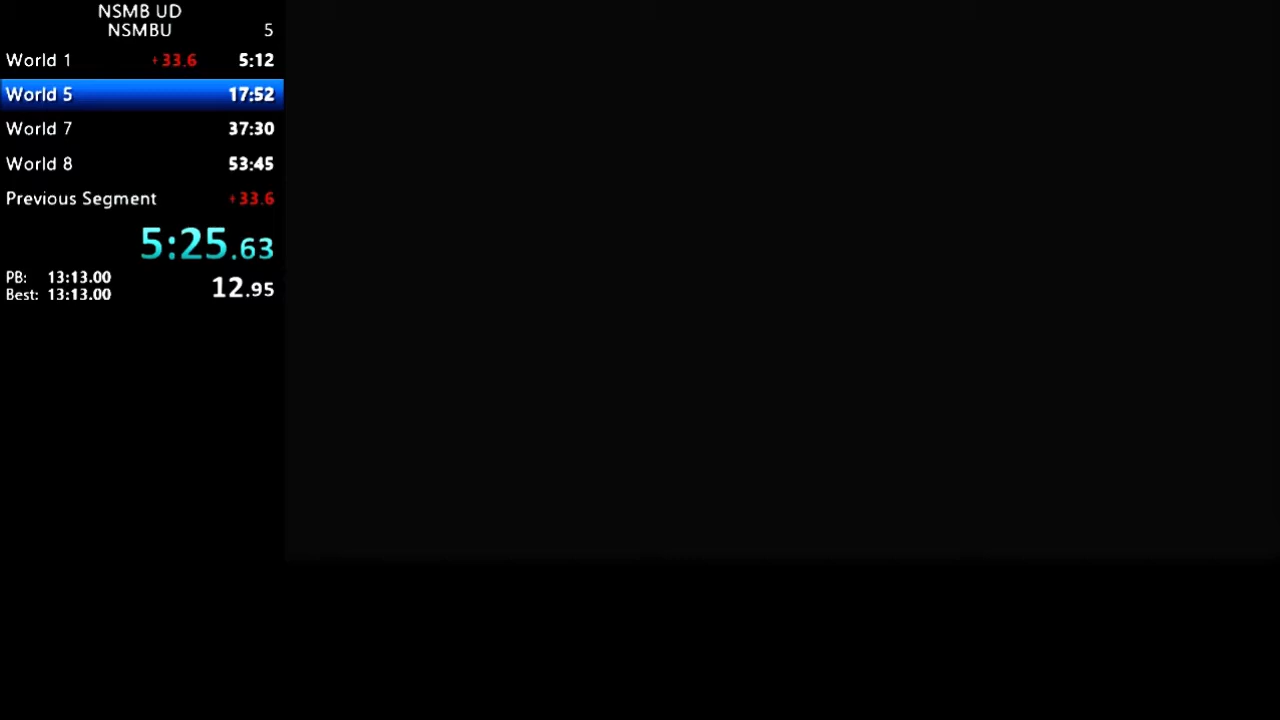 NSMB UD
NSMBU 5
World 1 +33.6 5:12
World 5 17:52
World 7 37:30
World 8 53:45
Previous Segment +33.6
5:25.63
PB: 13:13.00
Best: 13:13.00
12.95